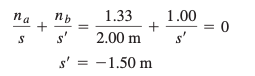 n_a/s + n_b/s' = 1.33/2.00 m + 1.00/s' = 0
s' = −1.50 m